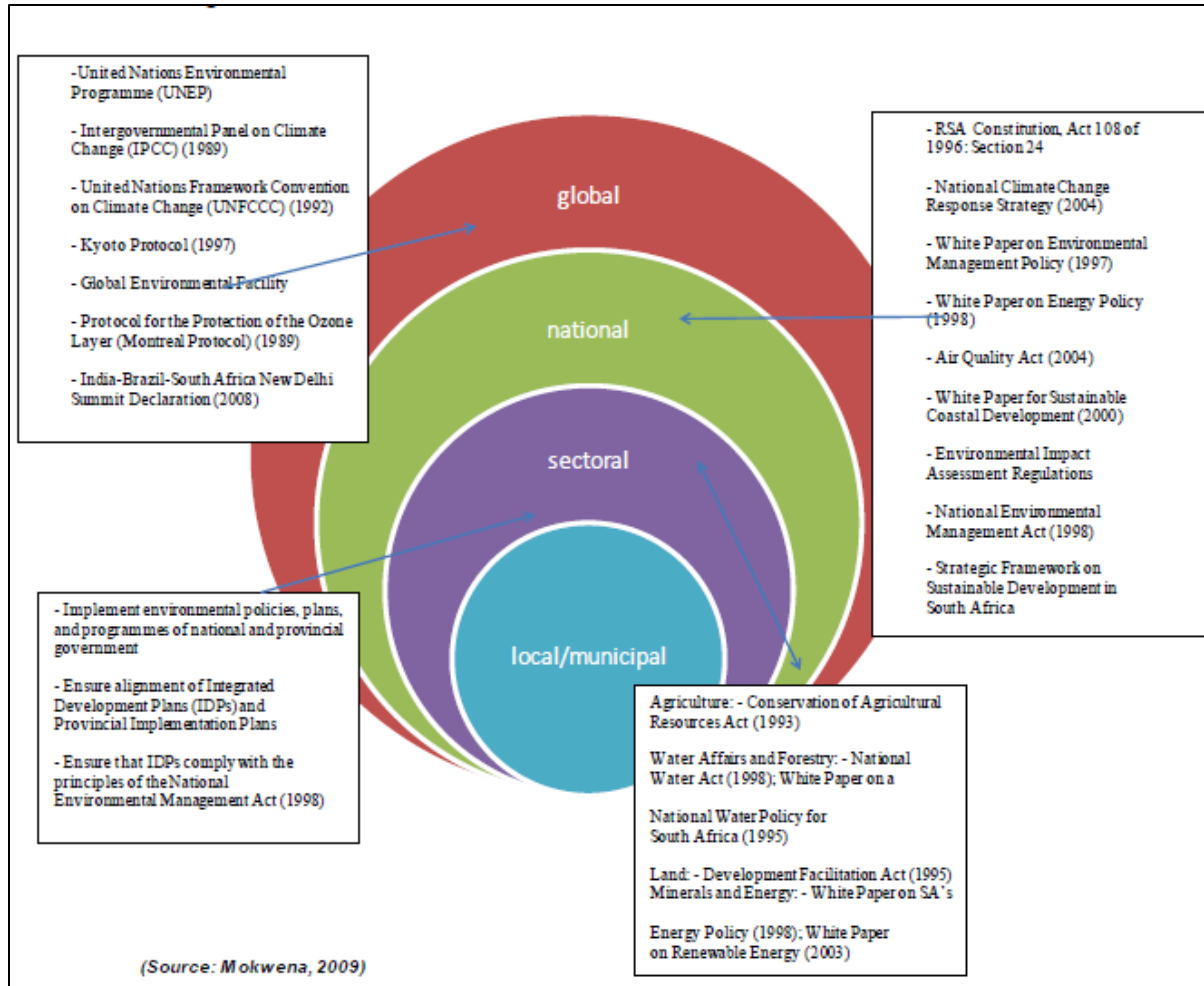 -United Nations Environmental
Programme (UNEP)
- Intergovernmental Panel on Climate
Change (IPCC) (1989)
- United Nations Framework Convention
on Climate Change (UNFCCC) (1992)
- Kyoto Protocol (1997)
- Global Environmental Facility
- Protocol for the Protection of the Ozone
Layer (Montreal Protocol) (1989)
- India-Brazil-South Africa New Delhi
Summit Declaration (2008)
global
national
sectoral
local/municipal
- RSA Constitution, Act 108 of
1996: Section 24
- National Climate Change
Response Strategy (2004)
- White Paper on Environmental
Management Policy (1997)
- White Paper on Energy Policy
(1998)
- Air Quality Act (2004)
- White Paper for Sustainable
Coastal Development (2000)
- Environmental Impact
Assessment Regulations
- National Environmental
Management Act (1998)
- Strategic Framework on
Sustainable Development in
South Africa
- Implement environmental policies, plans,
and programmes of national and provincial
government
- Ensure alignment of Integrated
Development Plans (IDPs) and
Provincial Implementation Plans
- Ensure that IDPs comply with the
principles of the National
Environmental Management Act (1998)
Agriculture: - Conservation of Agricultural
Resources Act (1993)
Water Affairs and Forestry: - National
Water Act (1998); White Paper on a
National Water Policy for
South Africa (1995)
Land: - Development Facilitation Act (1995)
Minerals and Energy: - White Paper on SA's
Energy Policy (1998); White Paper
on Renewable Energy (2003)
(Source: Mokwena, 2009)